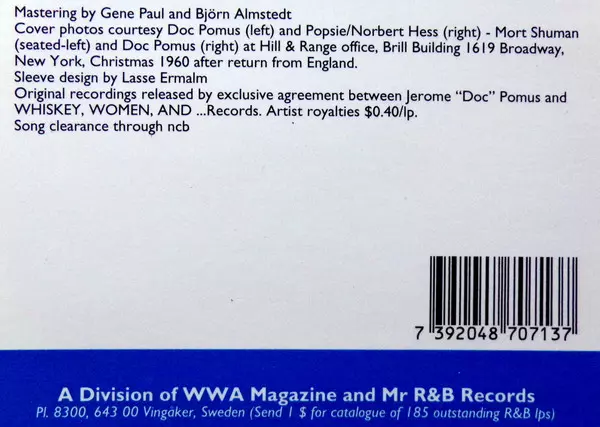 Mastering by Gene Paul and Björn Almstedt
Cover photos courtesy Doc Pomus (left) and Popsie/Norbert Hess (right) - Mort Shuman
(seated-left) and Doc Pomus (right) at Hill & Range office, Brill Building 1619 Broadway,
New York, Christmas 1960 after return from England.
Sleeve design by Lasse Ermalm
Original recordings released by exclusive agreement between Jerome "Doc" Pomus and
WHISKEY, WOMEN, AND ...Records. Artist royalties $0.40/lp.
Song clearance through ncb
7 392048 707137
A Division of WWA Magazine and Mr R&B Records
Pl. 8300, 643 00 Vingåker, Sweden (Send 1 $ for catalogue of 185 outstanding R&B lps)